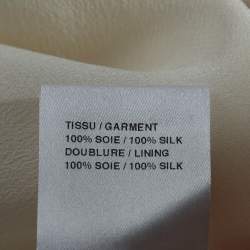 TISSU / GARMENT
100% SOIE / 100% SILK
DOUBLURE / LINING
100% SOIE / 100% SILK